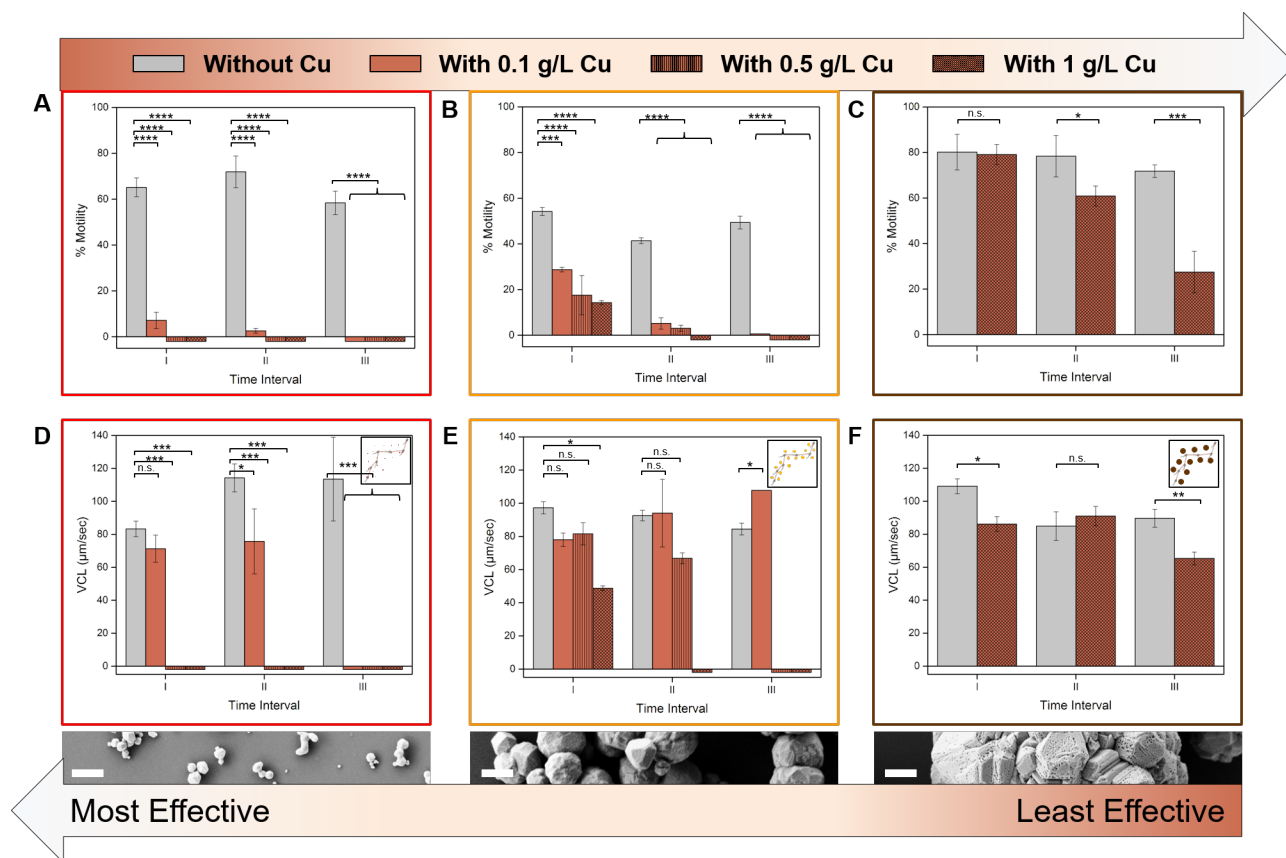 Without Cu With 0.1 g/L Cu With 0.5 g/L Cu With 1 g/L Cu
A
100
80
60
40
20
0
% Motility
****
****
****
****
****
****
****
I II III
Time Interval
B
100
80
60
40
20
0
% Motility
****
****
***
****
****
I II III
Time Interval
C
100
80
60
40
20
0
% Motility
n.s.
*
***
I II III
Time Interval
D
140
120
100
80
60
40
20
0
VCL (µm/sec)
***
***
n.s.
***
***
*
***
I II III
Time Interval
E
140
120
100
80
60
40
20
0
VCL (µm/sec)
*
n.s.
n.s.
n.s.
n.s.
*
I II III
Time Interval
F
140
120
100
80
60
40
20
0
VCL (µm/sec)
*
n.s.
**
I II III
Time Interval
Most Effective Least Effective